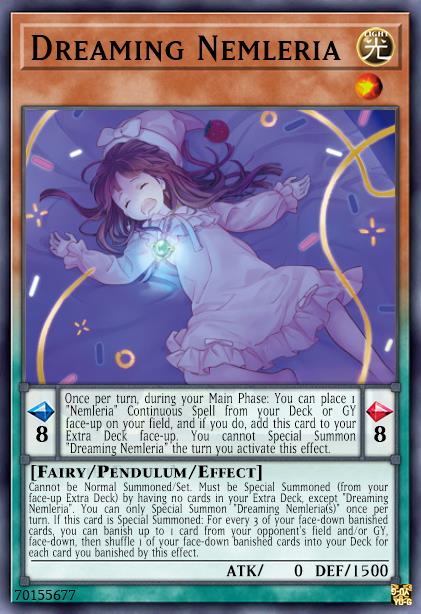 Dreaming Nemleria
LIGHT
光
Once per turn, during your Main Phase: You can place 1
"Nemleria" Continuous Spell from your Deck or GY
face-up on your field, and if you do, add this card to your
Extra Deck face-up. You cannot Special Summon
"Dreaming Nemleria" the turn you activate this effect.
8
8
[Fairy/Pendulum/Effect]
Cannot be Normal Summoned/Set. Must be Special Summoned (from your
face-up Extra Deck) by having no cards in your Extra Deck, except "Dreaming
Nemleria". You can only Special Summon "Dreaming Nemleria(s)" once per
turn. If this card is Special Summoned: For every 3 of your face-down banished
cards, you can banish up to 1 card from your opponent's field and/or GY,
face-down, then shuffle 1 of your face-down banished cards into your Deck for
each card you banished by this effect.
ATK/ 0 DEF/1500
70155677